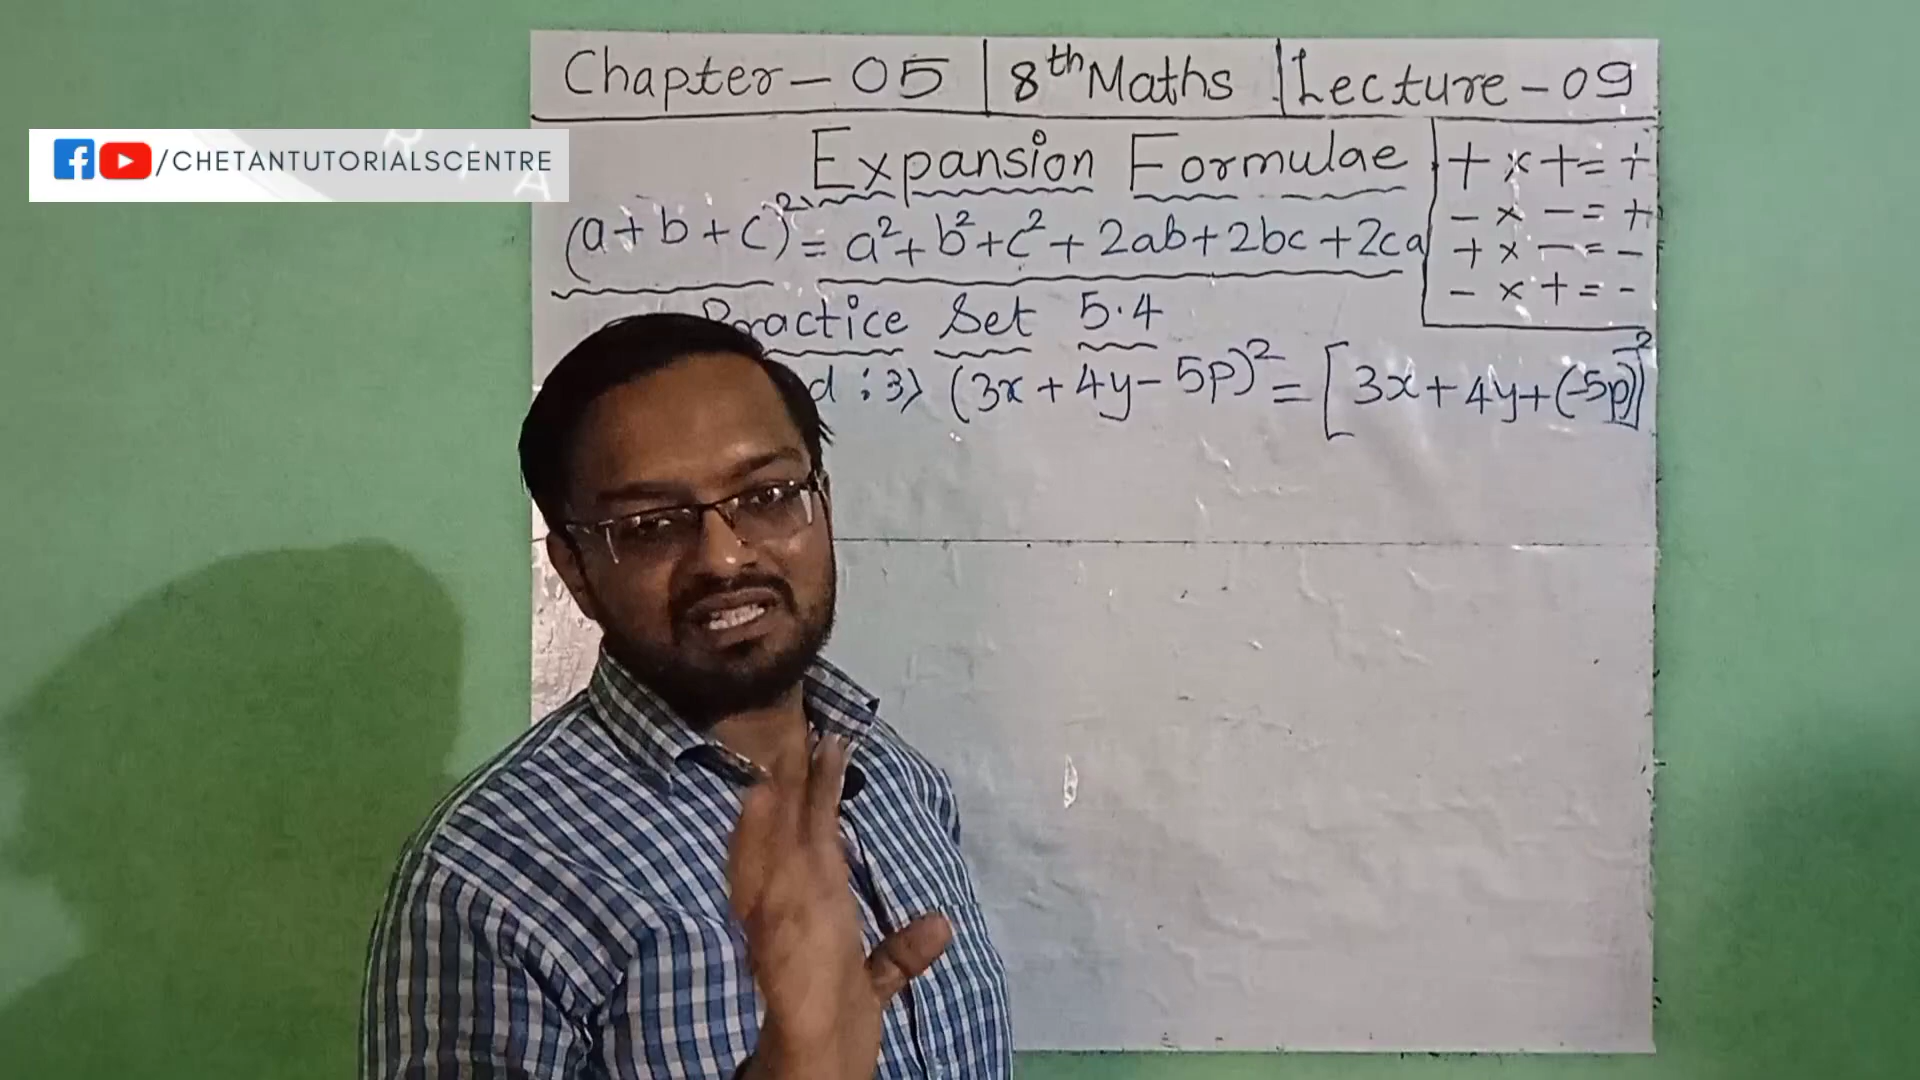 Chapter - 05 | 8th Maths | Lecture - 09
/CHETANTUTORIALSCENTRE
Expansion Formulae
+ × + = +
- × - = +
+ × - = -
- × + = -
(a + b + c)² = a² + b² + c² + 2ab + 2bc + 2ca
Practice Set 5.4
3) (3x + 4y - 5p)² = [3x + 4y + (-5p)]²